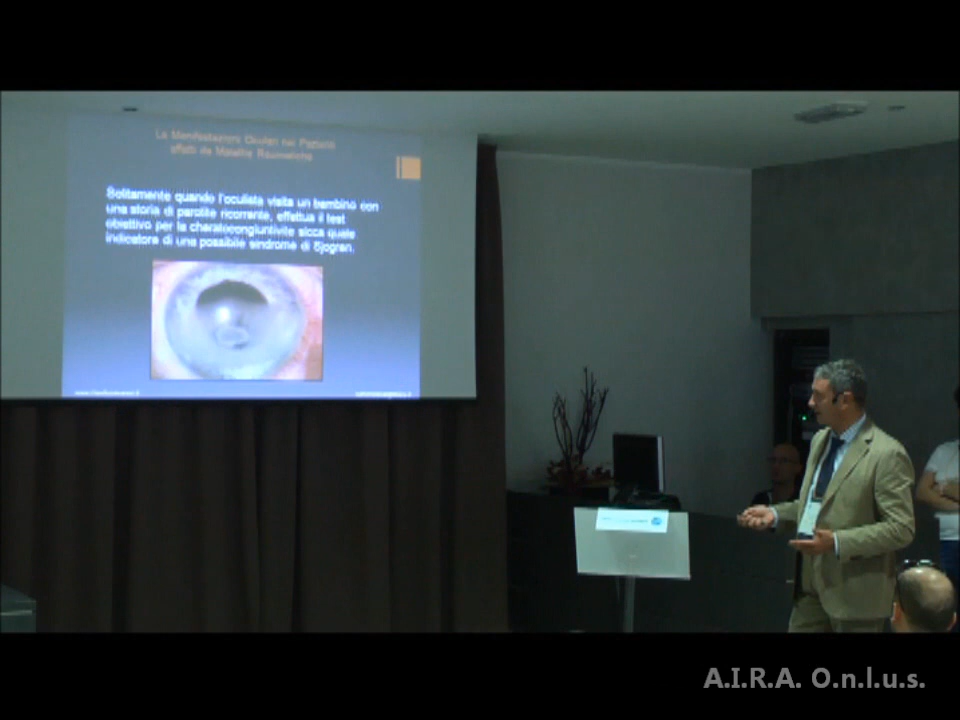 Le Manifestazioni Oculari nei Pazienti
affetti da Malattie Reumatiche
Solitamente quando l'oculista visita un bambino con
una storia di parotite ricorrente, effettua il test
obiettivo per la cheratocongiuntivite sicca quale
indicatore di una possibile sindrome di Sjogren.
A.I.R.A. O.n.l.u.s.